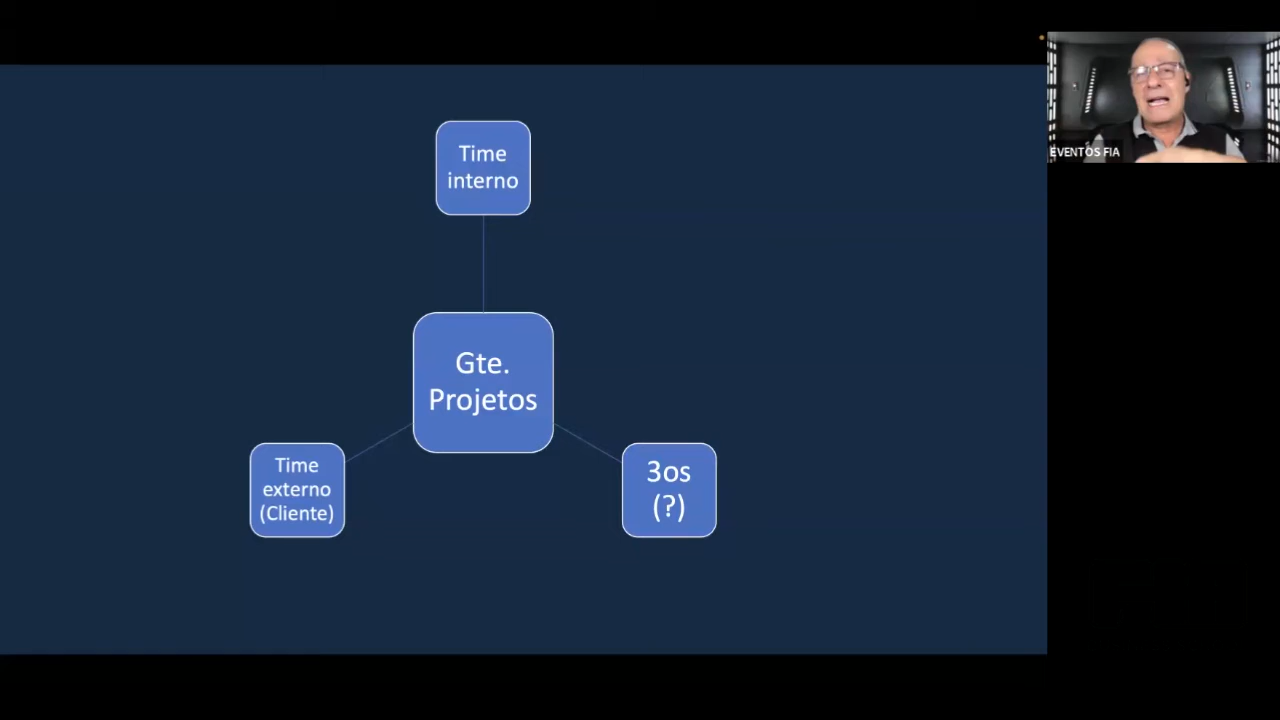 Time
interno
Gte.
Projetos
Time
externo
(Cliente)
3os
(?)
EVENTOS FIA